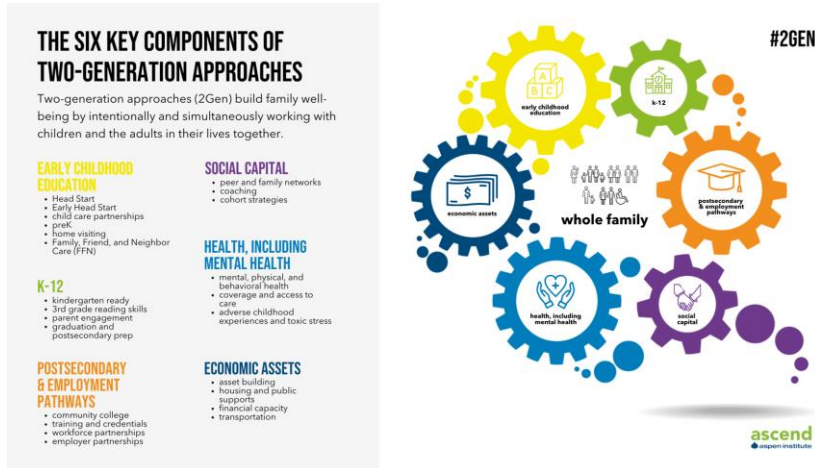 THE SIX KEY COMPONENTS OF
TWO-GENERATION APPROACHES
Two-generation approaches (2Gen) build family well-
being by intentionally and simultaneously working with
children and the adults in their lives together.
EARLY CHILDHOOD
EDUCATION
• Head Start
• Early Head Start
• child care partnerships
• preK
• home visiting
• Family, Friend, and Neighbor
Care (FFN)
K-12
• kindergarten ready
• 3rd grade reading skills
• parent engagement
• graduation and
postsecondary prep
POSTSECONDARY
& EMPLOYMENT
PATHWAYS
• community college
• training and credentials
• workforce partnerships
• employer partnerships
SOCIAL CAPITAL
• peer and family networks
• coaching
• cohort strategies
HEALTH, INCLUDING
MENTAL HEALTH
• mental, physical, and
behavioral health
• coverage and access to
care
• adverse childhood
experiences and toxic stress
ECONOMIC ASSETS
• asset building
• housing and public
supports
• financial capacity
• transportation
#2GEN
A
B C
early childhood
education
k-12
$
economic assets
postsecondary
& employment
pathways
whole family
health, including
mental health
social
capital
ascend
aspen institute